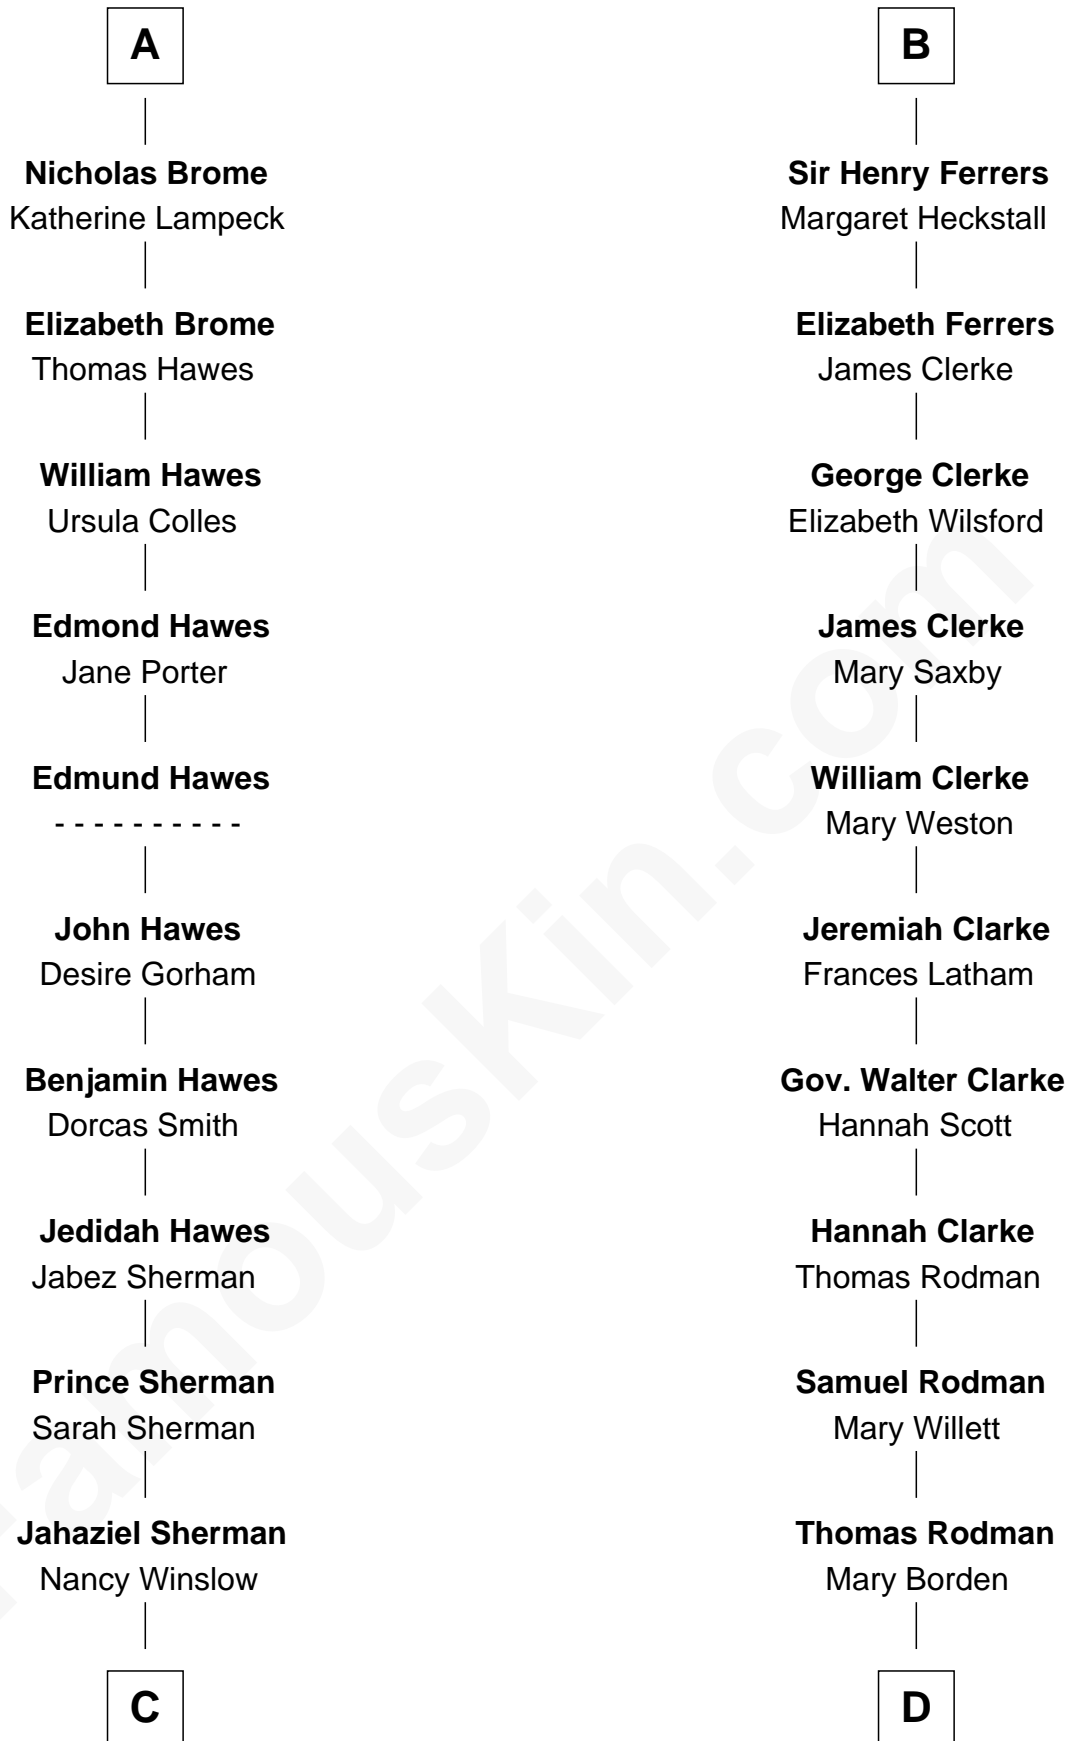 A
Nicholas Brome
Katherine Lampeck
Elizabeth Brome
Thomas Hawes
William Hawes
Ursula Colles
Edmond Hawes
Jane Porter
Edmund Hawes
- - - - - - - - - -
John Hawes
Desire Gorham
Benjamin Hawes
Dorcas Smith
Jedidah Hawes
Jabez Sherman
Prince Sherman
Sarah Sherman
Jahaziel Sherman
Nancy Winslow
C
B
Sir Henry Ferrers
Margaret Heckstall
Elizabeth Ferrers
James Clerke
George Clerke
Elizabeth Wilsford
James Clerke
Mary Saxby
William Clerke
Mary Weston
Jeremiah Clarke
Frances Latham
Gov. Walter Clarke
Hannah Scott
Hannah Clarke
Thomas Rodman
Samuel Rodman
Mary Willett
Thomas Rodman
Mary Borden
D
FamousKin.com